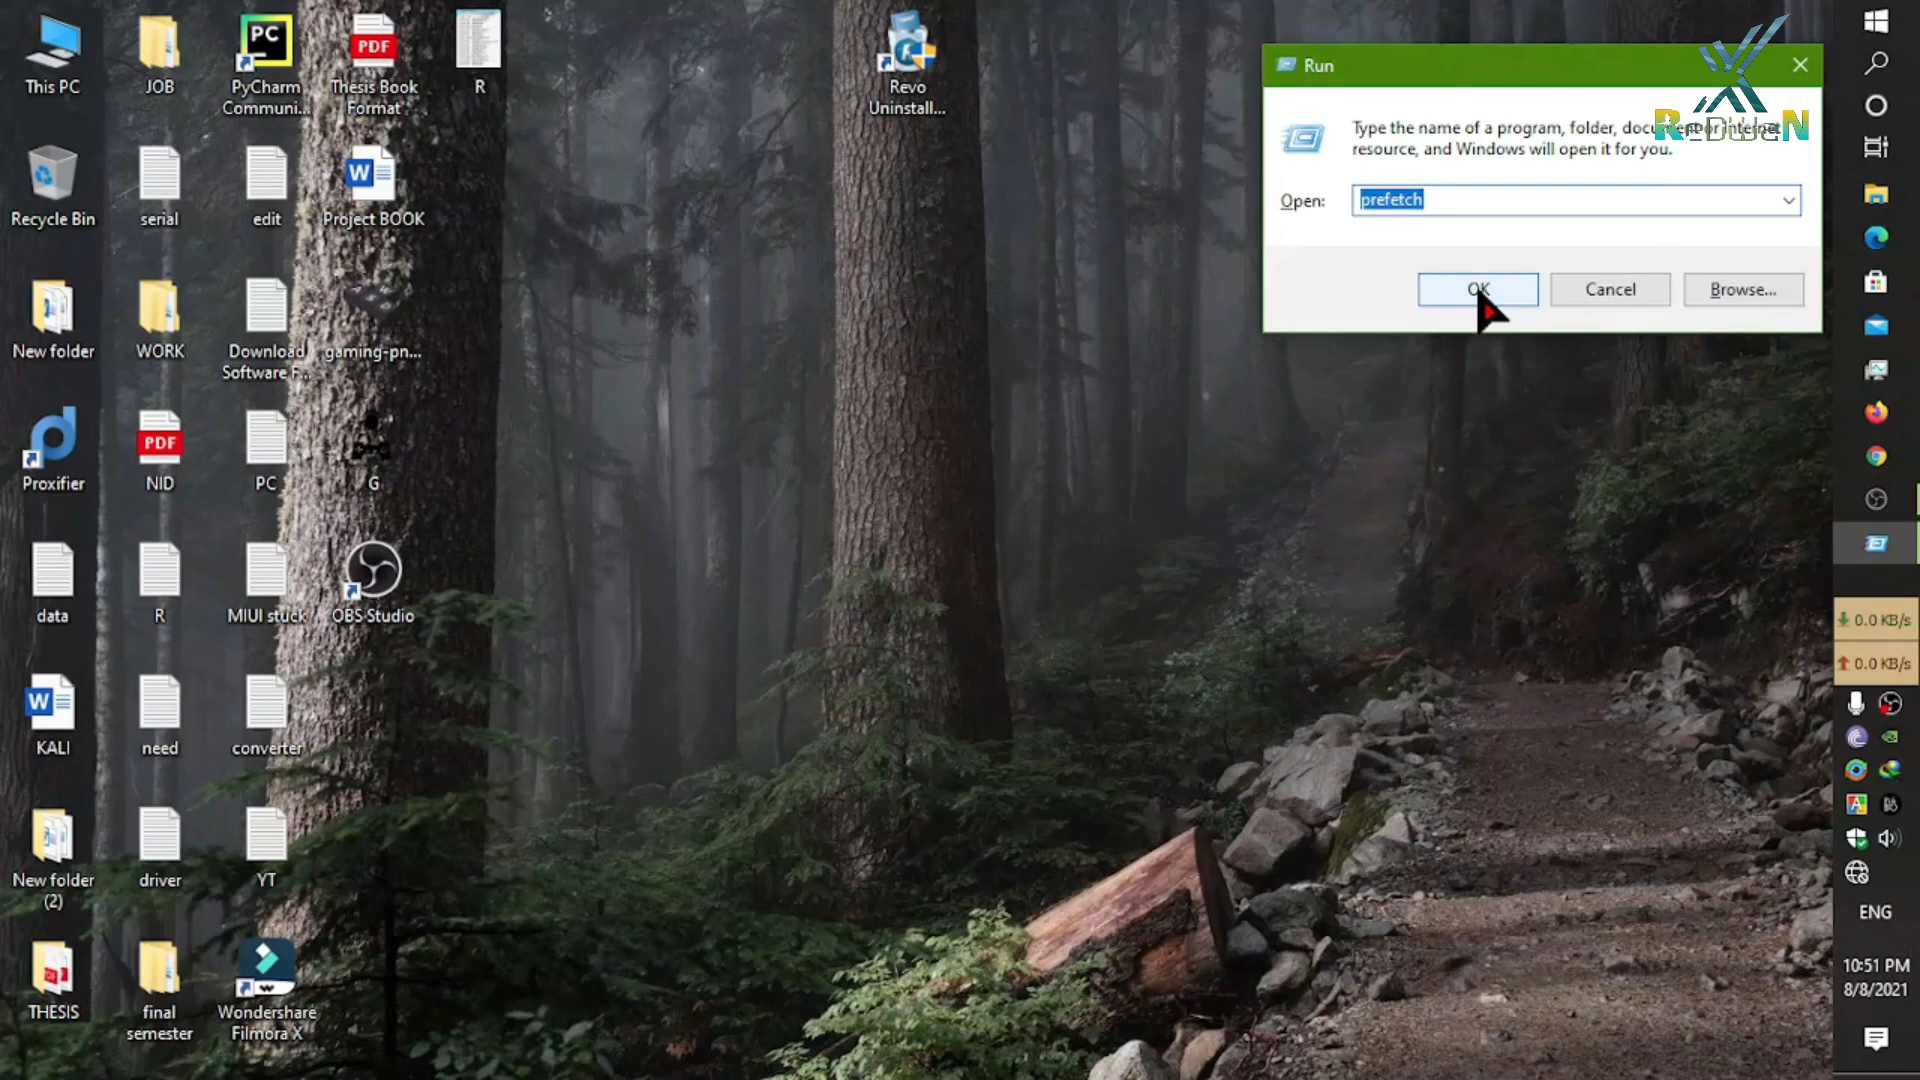 This PC
JOB
PyCharm
Communi...
Thesis Book
Format
R
Revo
Uninstall...
Recycle Bin
serial
edit
Project BOOK
New folder
WORK
Download
Software F...
gaming-pn...
Proxifier
NID
PC
G
data
R
MIUI stuck
OBS Studio
KALI
need
converter
New folder
(2)
driver
YT
THESIS
final
semester
Wondershare
Filmora X
Run
Type the name of a program, folder, document or internet
resource, and Windows will open it for you.
Open:
prefetch
OK
Cancel
Browse...
0.0 KB/s
0.0 KB/s
ENG
10:51 PM
8/8/2021